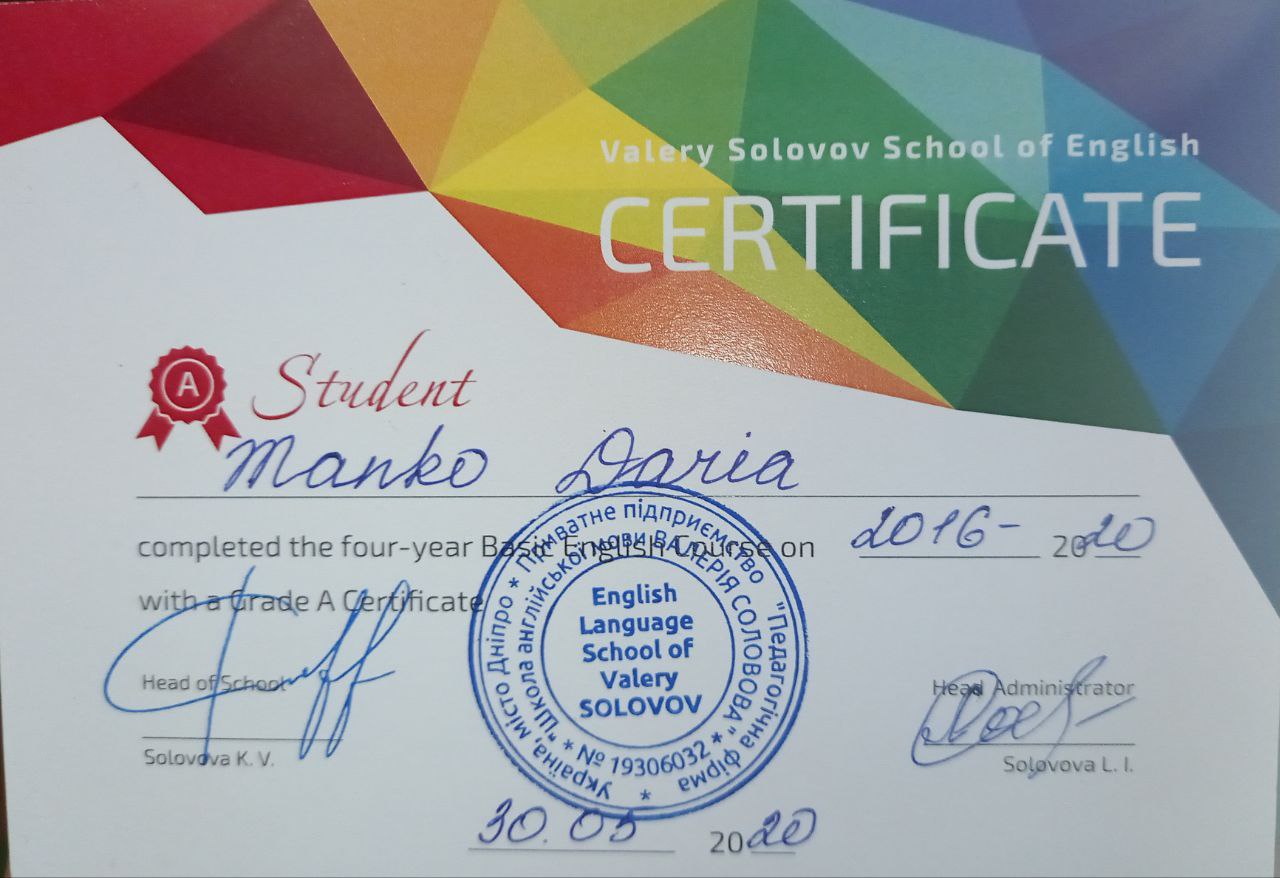 Valery Solovov School of English
CERTIFICATE
A
Student
Manko Daria
completed the four-year Basic English Course on 2016- 2020
with a Grade A Certificate
Head of School
Solovova K. V.
Україна, місто Дніпро * Приватне підприємство "Педагогічна фірма *
"Школа англійської мови ВАЛЕРІЯ СОЛОВОВА" * № 19306032 *
English
Language
School of
Valery
SOLOVOV
Head Administrator
Solovova L. I.
30.05 2020